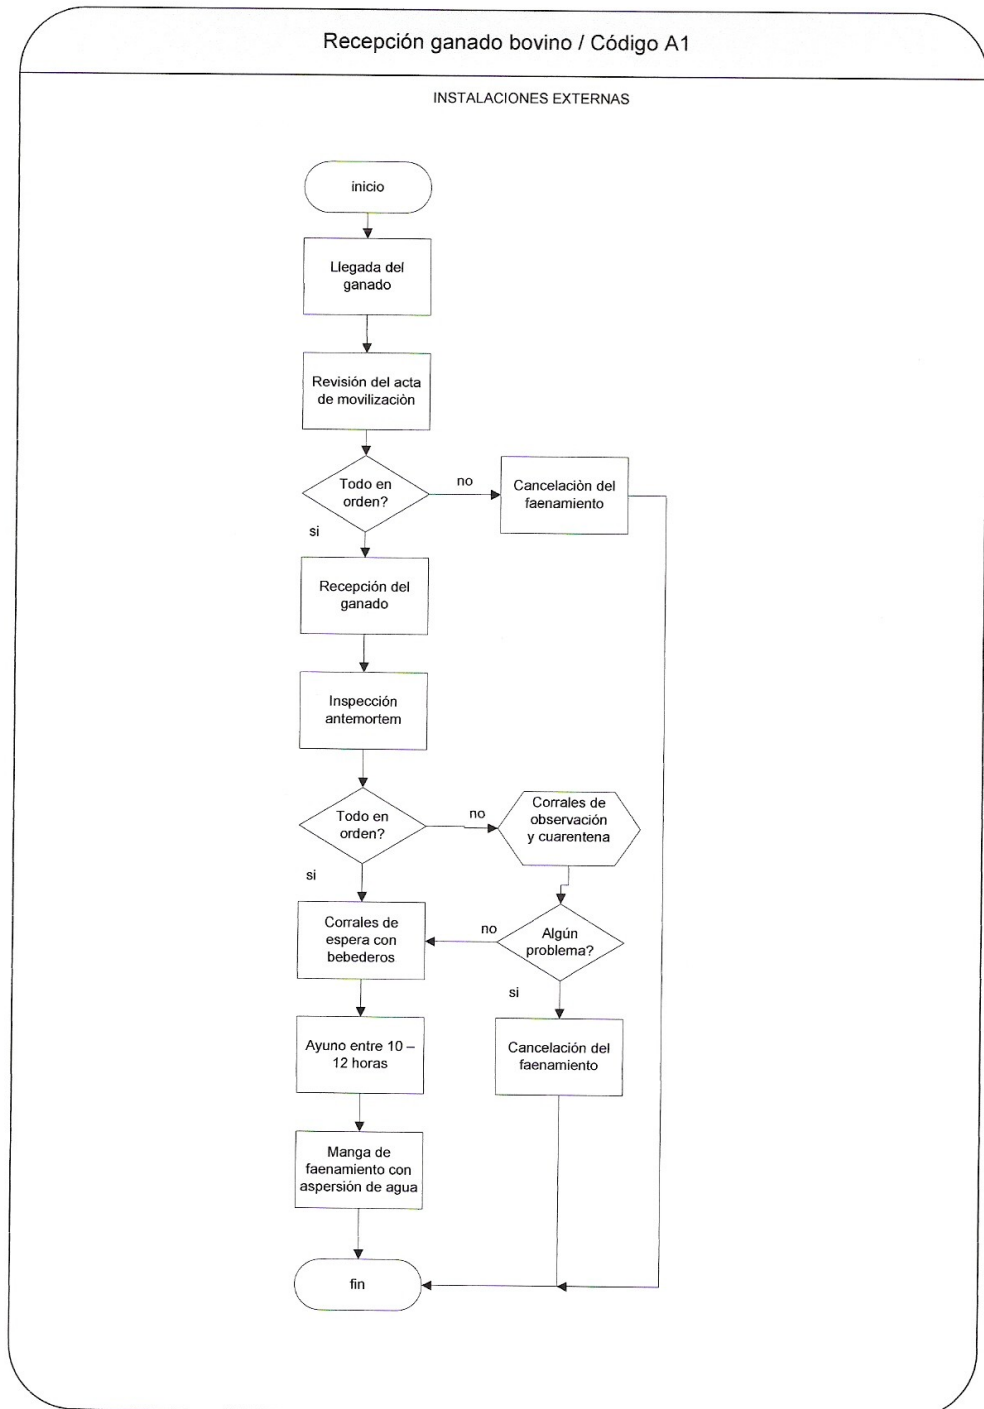 Recepción ganado bovino / Código A1
INSTALACIONES EXTERNAS
inicio
Llegada del
ganado
Revisión del acta
de movilizaciòn
Todo en
orden?
no
Cancelaciòn del
faenamiento
si
Recepción del
ganado
Inspección
antemortem
Todo en
orden?
no
Corrales de
observación
y cuarentena
si
Corrales de
espera con
bebederos
no
Algún
problema?
si
Ayuno entre 10 –
12 horas
Cancelación del
faenamiento
Manga de
faenamiento con
aspersión de agua
fin